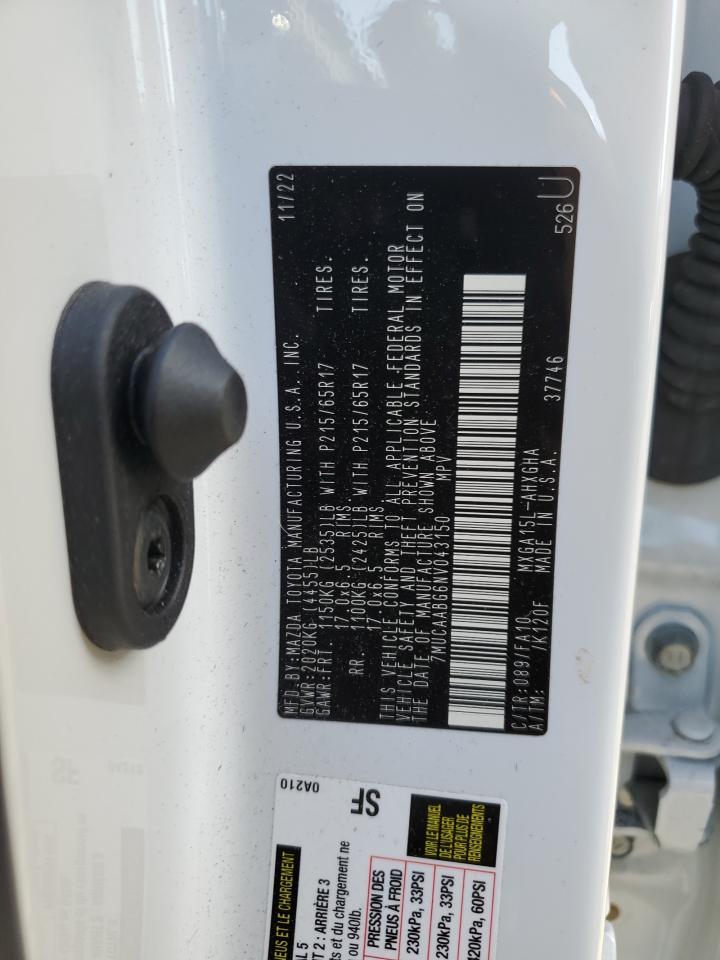 MFD.BY:MAZDA TOYOTA MANUFACTURING U.S.A. INC. 11/22
GVWR:2020KG (4455)LB
GAWR:FRT. 1150KG (2535)LB WITH P215/65R17 TIRES.
17.0x6.5 RIMS
RR. 1100KG (2425)LB WITH P215/65R17 TIRES.
17.0x6.5 RIMS
THIS VEHICLE CONFORMS TO ALL APPLICABLE FEDERAL MOTOR
VEHICLE SAFETY AND THEFT PREVENTION STANDARDS IN EFFECT ON
THE DATE OF MANUFACTURE SHOWN ABOVE
7MUCAABG6NV043150 MPV
C/TR:089/FA10 MXGA15L-AHXGHA 37746 526 U
A/TM: /K120F MADE IN U.S.A.
0A210
SF
NEUS ET LE CHARGEMENT
AL 5
T 2 : ARRIÈRE 3
ts et du chargement ne
ou 940lb.
PRESSION DES
PNEUS À FROID
230kPa, 33PSI
230kPa, 33PSI
420kPa, 60PSI
VOIR LE MANUEL
DE L'USAGER
POUR PLUS DE
RENSEIGNEMENTS